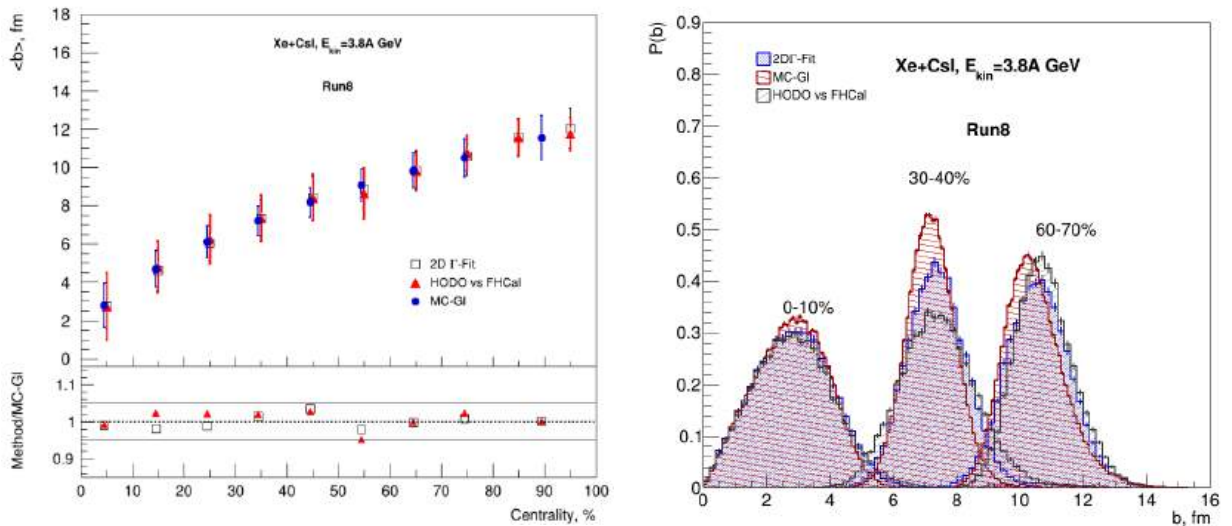 <b>, fm
18
16
14
12
10
8
6
4
2
0
Xe+CsI, E_kin=3.8A GeV
Run8
2D Γ-Fit
HODO vs FHCal
MC-Gl
Method/MC-Gl
1.1
1
0.9
0 10 20 30 40 50 60 70 80 90 100
Centrality, %
P(b)
0.9
0.8
0.7
0.6
0.5
0.4
0.3
0.2
0.1
0
2DΓ-Fit
MC-Gl
HODO vs FHCal
Xe+CsI, E_kin=3.8A GeV
Run8
0-10%
30-40%
60-70%
0 2 4 6 8 10 12 14 16
b, fm